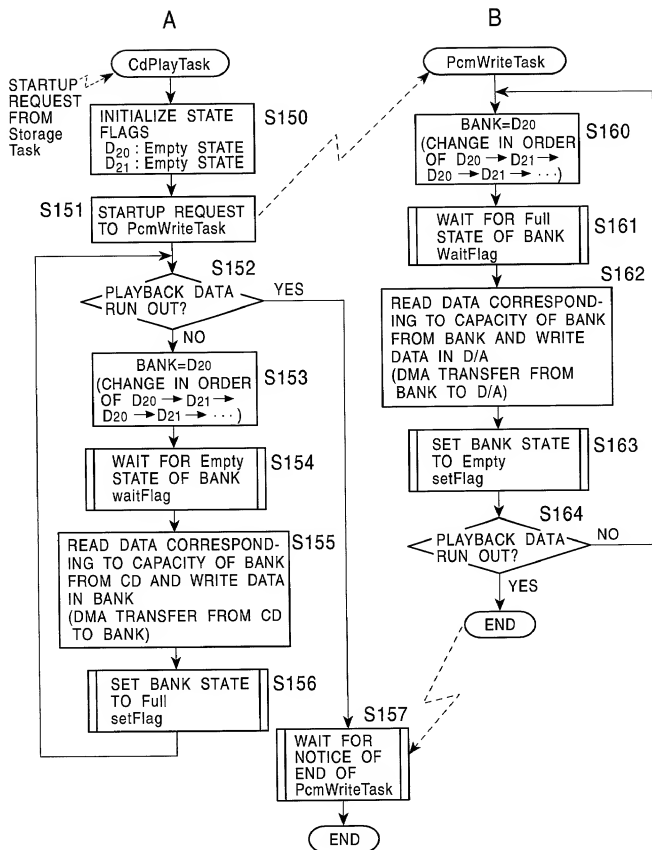 A
CdPlayTask
STARTUP
REQUEST
FROM
Storage
Task
INITIALIZE STATE
FLAGS
D20 : Empty STATE
D21 : Empty STATE
S150
S151
STARTUP REQUEST
TO PcmWriteTask
S152
PLAYBACK DATA
RUN OUT?
YES
NO
BANK=D20
(CHANGE IN ORDER
OF D20 → D21 →
D20 → D21 → ···)
S153
WAIT FOR Empty
STATE OF BANK
waitFlag
S154
S155
READ DATA CORRESPOND-
ING TO CAPACITY OF BANK
FROM CD AND WRITE DATA
IN BANK
(DMA TRANSFER FROM CD
TO BANK)
SET BANK STATE
TO Full
setFlag
S156
S157
WAIT FOR
NOTICE OF
END OF
PcmWriteTask
END
B
PcmWriteTask
BANK=D20
(CHANGE IN ORDER
OF D20 → D21 →
D20 → D21 → ···)
S160
WAIT FOR Full
STATE OF BANK
WaitFlag
S161
S162
READ DATA CORRESPOND-
ING TO CAPACITY OF BANK
FROM BANK AND WRITE
DATA IN D/A
(DMA TRANSFER FROM
BANK TO D/A)
SET BANK STATE
TO Empty
setFlag
S163
S164
PLAYBACK DATA
RUN OUT?
NO
YES
END